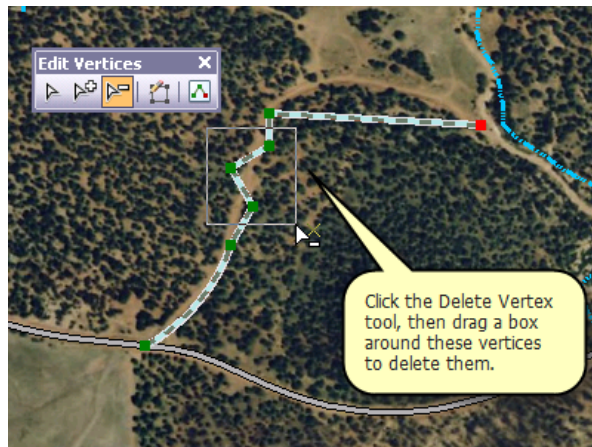 Edit Vertices
Click the Delete Vertex
tool, then drag a box
around these vertices
to delete them.